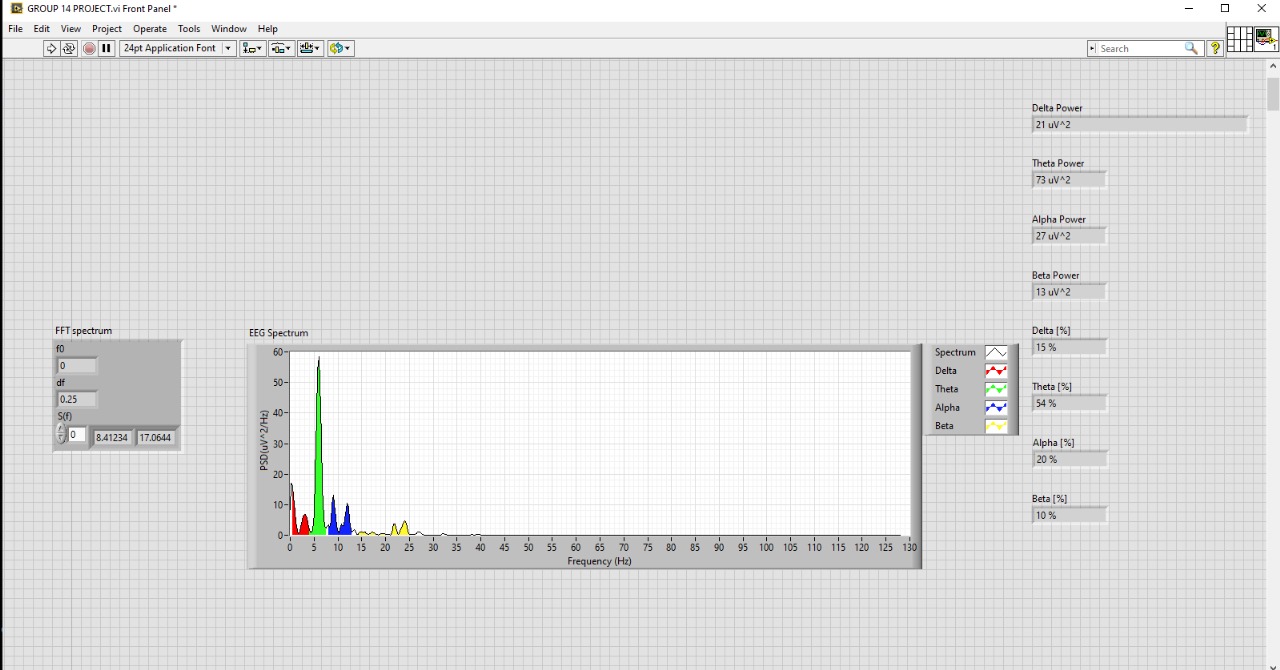 GROUP 14 PROJECT.vi Front Panel *
File Edit View Project Operate Tools Window Help
24pt Application Font
Search
?
1
Delta Power
21 uV^2
Theta Power
73 uV^2
Alpha Power
27 uV^2
Beta Power
13 uV^2
Delta [%]
15 %
Theta [%]
54 %
Alpha [%]
20 %
Beta [%]
10 %
FFT spectrum
f0
0
df
0.25
S(f)
0 8.41234 17.0644
EEG Spectrum
PSD(uV^2/Hz)
60
50
40
30
20
10
0
0 5 10 15 20 25 30 35 40 45 50 55 60 65 70 75 80 85 90 95 100 105 110 115 120 125 130
Frequency (Hz)
Spectrum
Delta
Theta
Alpha
Beta